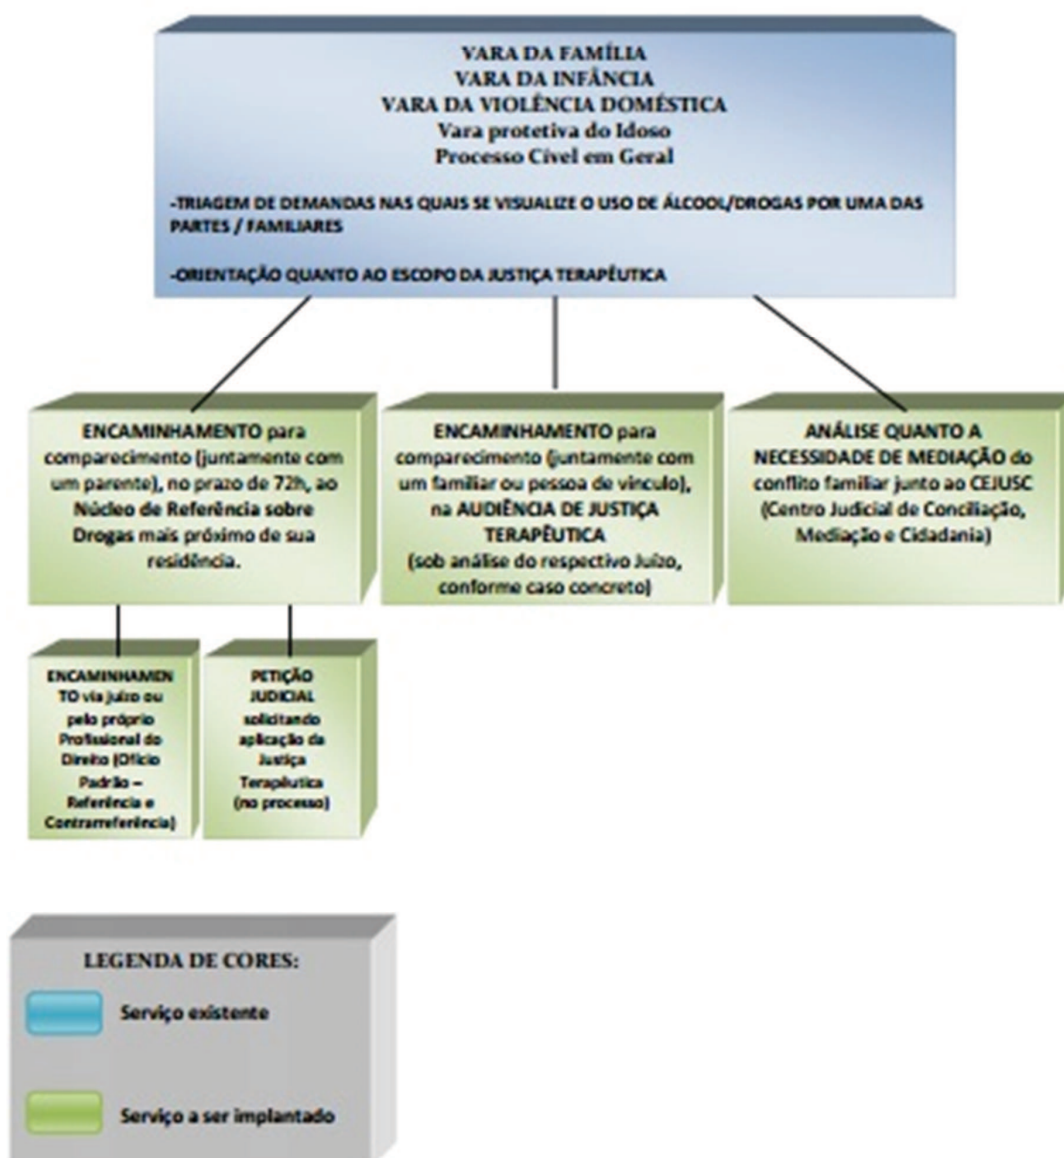 VARA DA FAMÍLIA
VARA DA INFÂNCIA
VARA DA VIOLÊNCIA DOMÉSTICA
Vara protetiva do Idoso
Processo Cível em Geral
-TRIAGEM DE DEMANDAS NAS QUAIS SE VISUALIZE O USO DE ÁLCOOL/DROGAS POR UMA DAS
PARTES / FAMILIARES
-ORIENTAÇÃO QUANTO AO ESCOPO DA JUSTIÇA TERAPÊUTICA
ENCAMINHAMENTO para
comparecimento (juntamente com
um parente), no prazo de 72h, ao
Núcleo de Referência sobre
Drogas mais próximo de sua
residência.
ENCAMINHAMENTO para
comparecimento (juntamente com
um familiar ou pessoa de vínculo),
na AUDIÊNCIA DE JUSTIÇA
TERAPÊUTICA
(sob análise do respectivo Juízo,
conforme caso concreto)
ANÁLISE QUANTO A
NECESSIDADE DE MEDIAÇÃO do
conflito familiar junto ao CEJUSC
(Centro Judicial de Conciliação,
Mediação e Cidadania)
ENCAMINHAMEN
TO via juízo ou
pelo próprio
Profissional do
Direito (Ofício
Padrão –
Referência e
Contrarreferência)
PETIÇÃO
JUDICIAL
solicitando
aplicação da
Justiça
Terapêutica
(no processo)
LEGENDA DE CORES:
Serviço existente
Serviço a ser implantado